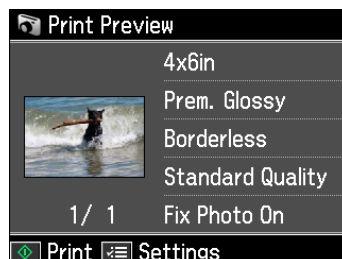 Print Preview
4x6in
Prem. Glossy
Borderless
Standard Quality
1/ 1
Fix Photo On
Print Settings